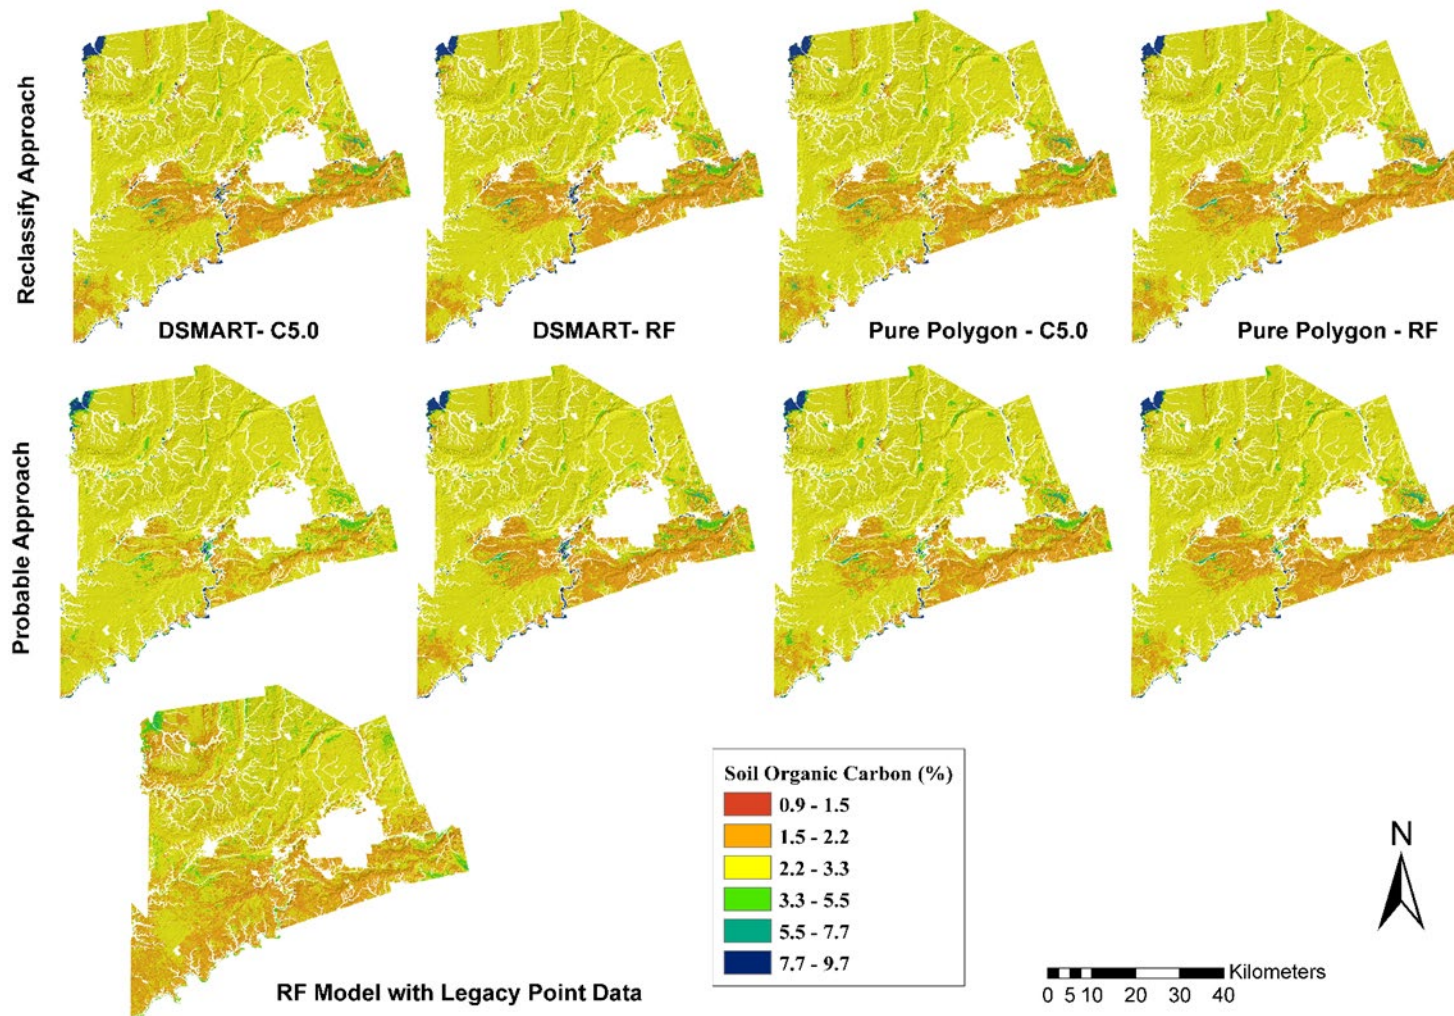 Reclassify Approach
DSMART- C5.0
DSMART- RF
Pure Polygon - C5.0
Pure Polygon - RF
Probable Approach
RF Model with Legacy Point Data
Soil Organic Carbon (%)
0.9 - 1.5
1.5 - 2.2
2.2 - 3.3
3.3 - 5.5
5.5 - 7.7
7.7 - 9.7
N
Kilometers
0 5 10 20 30 40